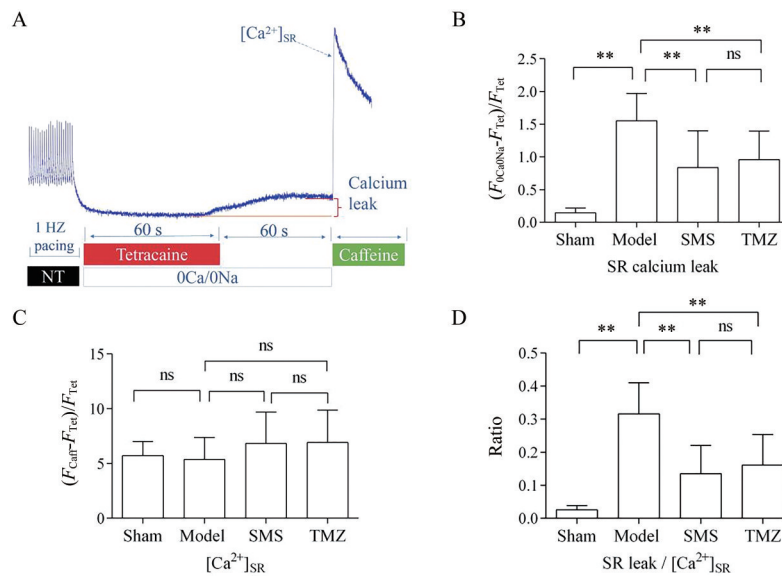 A
[Ca2+]SR
Calcium
leak
1 HZ
pacing
60 s
60 s
Tetracaine
Caffeine
NT
0Ca/0Na
B
**
**
**
ns
(F0Ca0Na-FTet)/FTet
2.5
2.0
1.5
1.0
0.5
0.0
Sham Model SMS TMZ
SR calcium leak
C
ns
ns
ns
ns
(FCaff-FTet)/FTet
15
10
5
0
Sham Model SMS TMZ
[Ca2+]SR
D
**
**
**
ns
Ratio
0.5
0.4
0.3
0.2
0.1
0.0
Sham Model SMS TMZ
SR leak / [Ca2+]SR